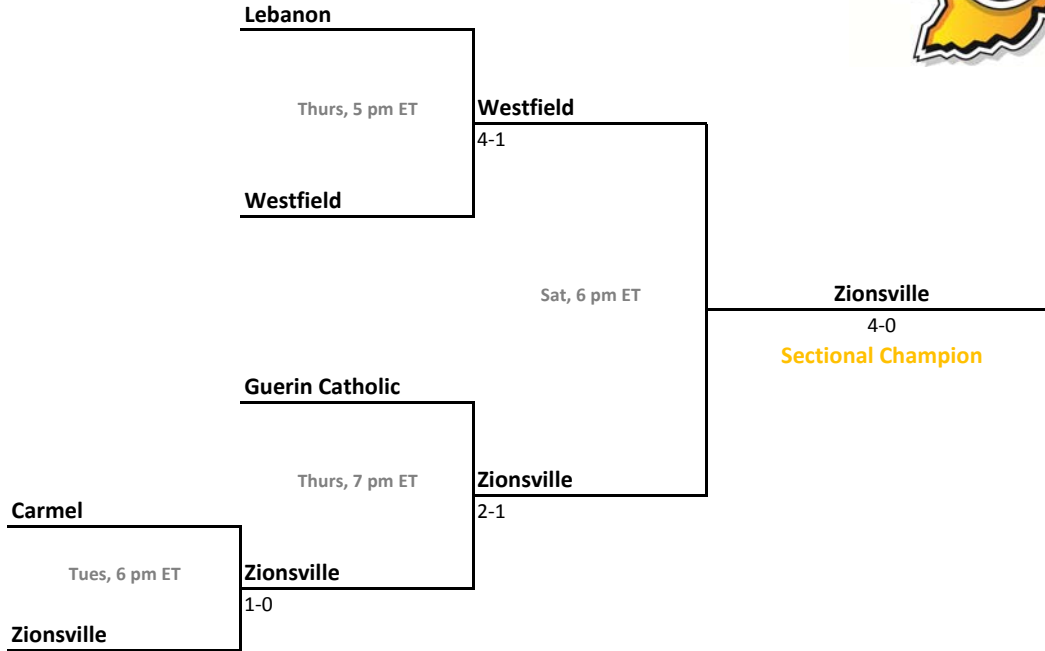 Lebanon
Thurs, 5 pm ET
Westfield
4-1
Westfield
Sat, 6 pm ET
Zionsville
4-0
Sectional Champion
Guerin Catholic
Thurs, 7 pm ET
Zionsville
2-1
Carmel
Tues, 6 pm ET
Zionsville
1-0
Zionsville